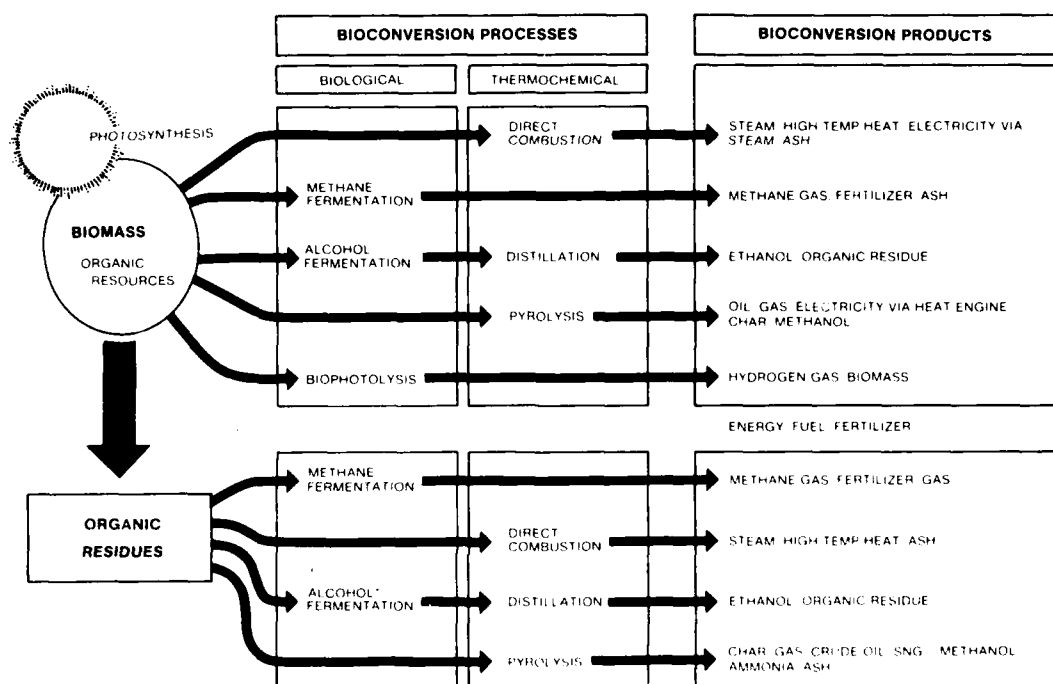 BIOCONVERSION PROCESSES
BIOCONVERSION PRODUCTS
BIOLOGICAL
THERMOCHEMICAL
PHOTOSYNTHESIS
BIOMASS
ORGANIC
RESOURCES
DIRECT
COMBUSTION
STEAM HIGH TEMP HEAT ELECTRICITY VIA
STEAM ASH
METHANE
FERMENTATION
METHANE GAS FERTILIZER ASH
ALCOHOL
FERMENTATION
DISTILLATION
ETHANOL ORGANIC RESIDUE
PYROLYSIS
OIL GAS ELECTRICITY VIA HEAT ENGINE
CHAR METHANOL
BIOPHOTOLYSIS
HYDROGEN GAS BIOMASS
ENERGY FUEL FERTILIZER
ORGANIC
RESIDUES
METHANE
FERMENTATION
METHANE GAS FERTILIZER GAS
DIRECT
COMBUSTION
STEAM HIGH TEMP HEAT ASH
ALCOHOL*
FERMENTATION
DISTILLATION
ETHANOL ORGANIC RESIDUE
PYROLYSIS
CHAR GAS CRUDE OIL SNG METHANOL
AMMONIA ASH